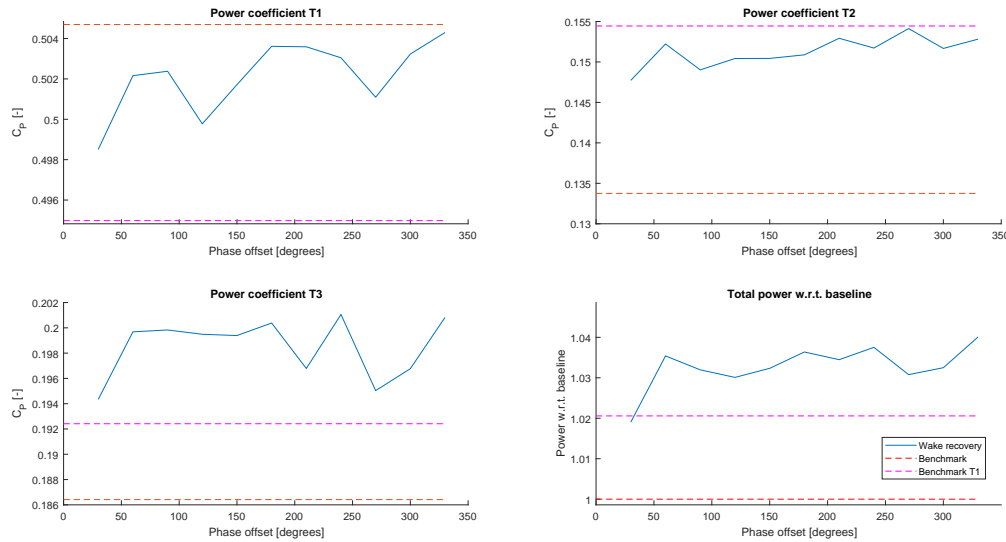 Power coefficient T1
0.504
0.502
0.5
0.498
0.496
C_P [-]
0 50 100 150 200 250 300 350
Phase offset [degrees]
Power coefficient T2
0.155
0.15
0.145
0.14
0.135
0.13
C_P [-]
0 50 100 150 200 250 300 350
Phase offset [degrees]
Power coefficient T3
0.202
0.2
0.198
0.196
0.194
0.192
0.19
0.188
0.186
C_P [-]
0 50 100 150 200 250 300 350
Phase offset [degrees]
Total power w.r.t. baseline
1.04
1.03
1.02
1.01
1
Power w.r.t. baseline
Wake recovery
Benchmark
Benchmark T1
0 50 100 150 200 250 300
Phase offset [degrees]